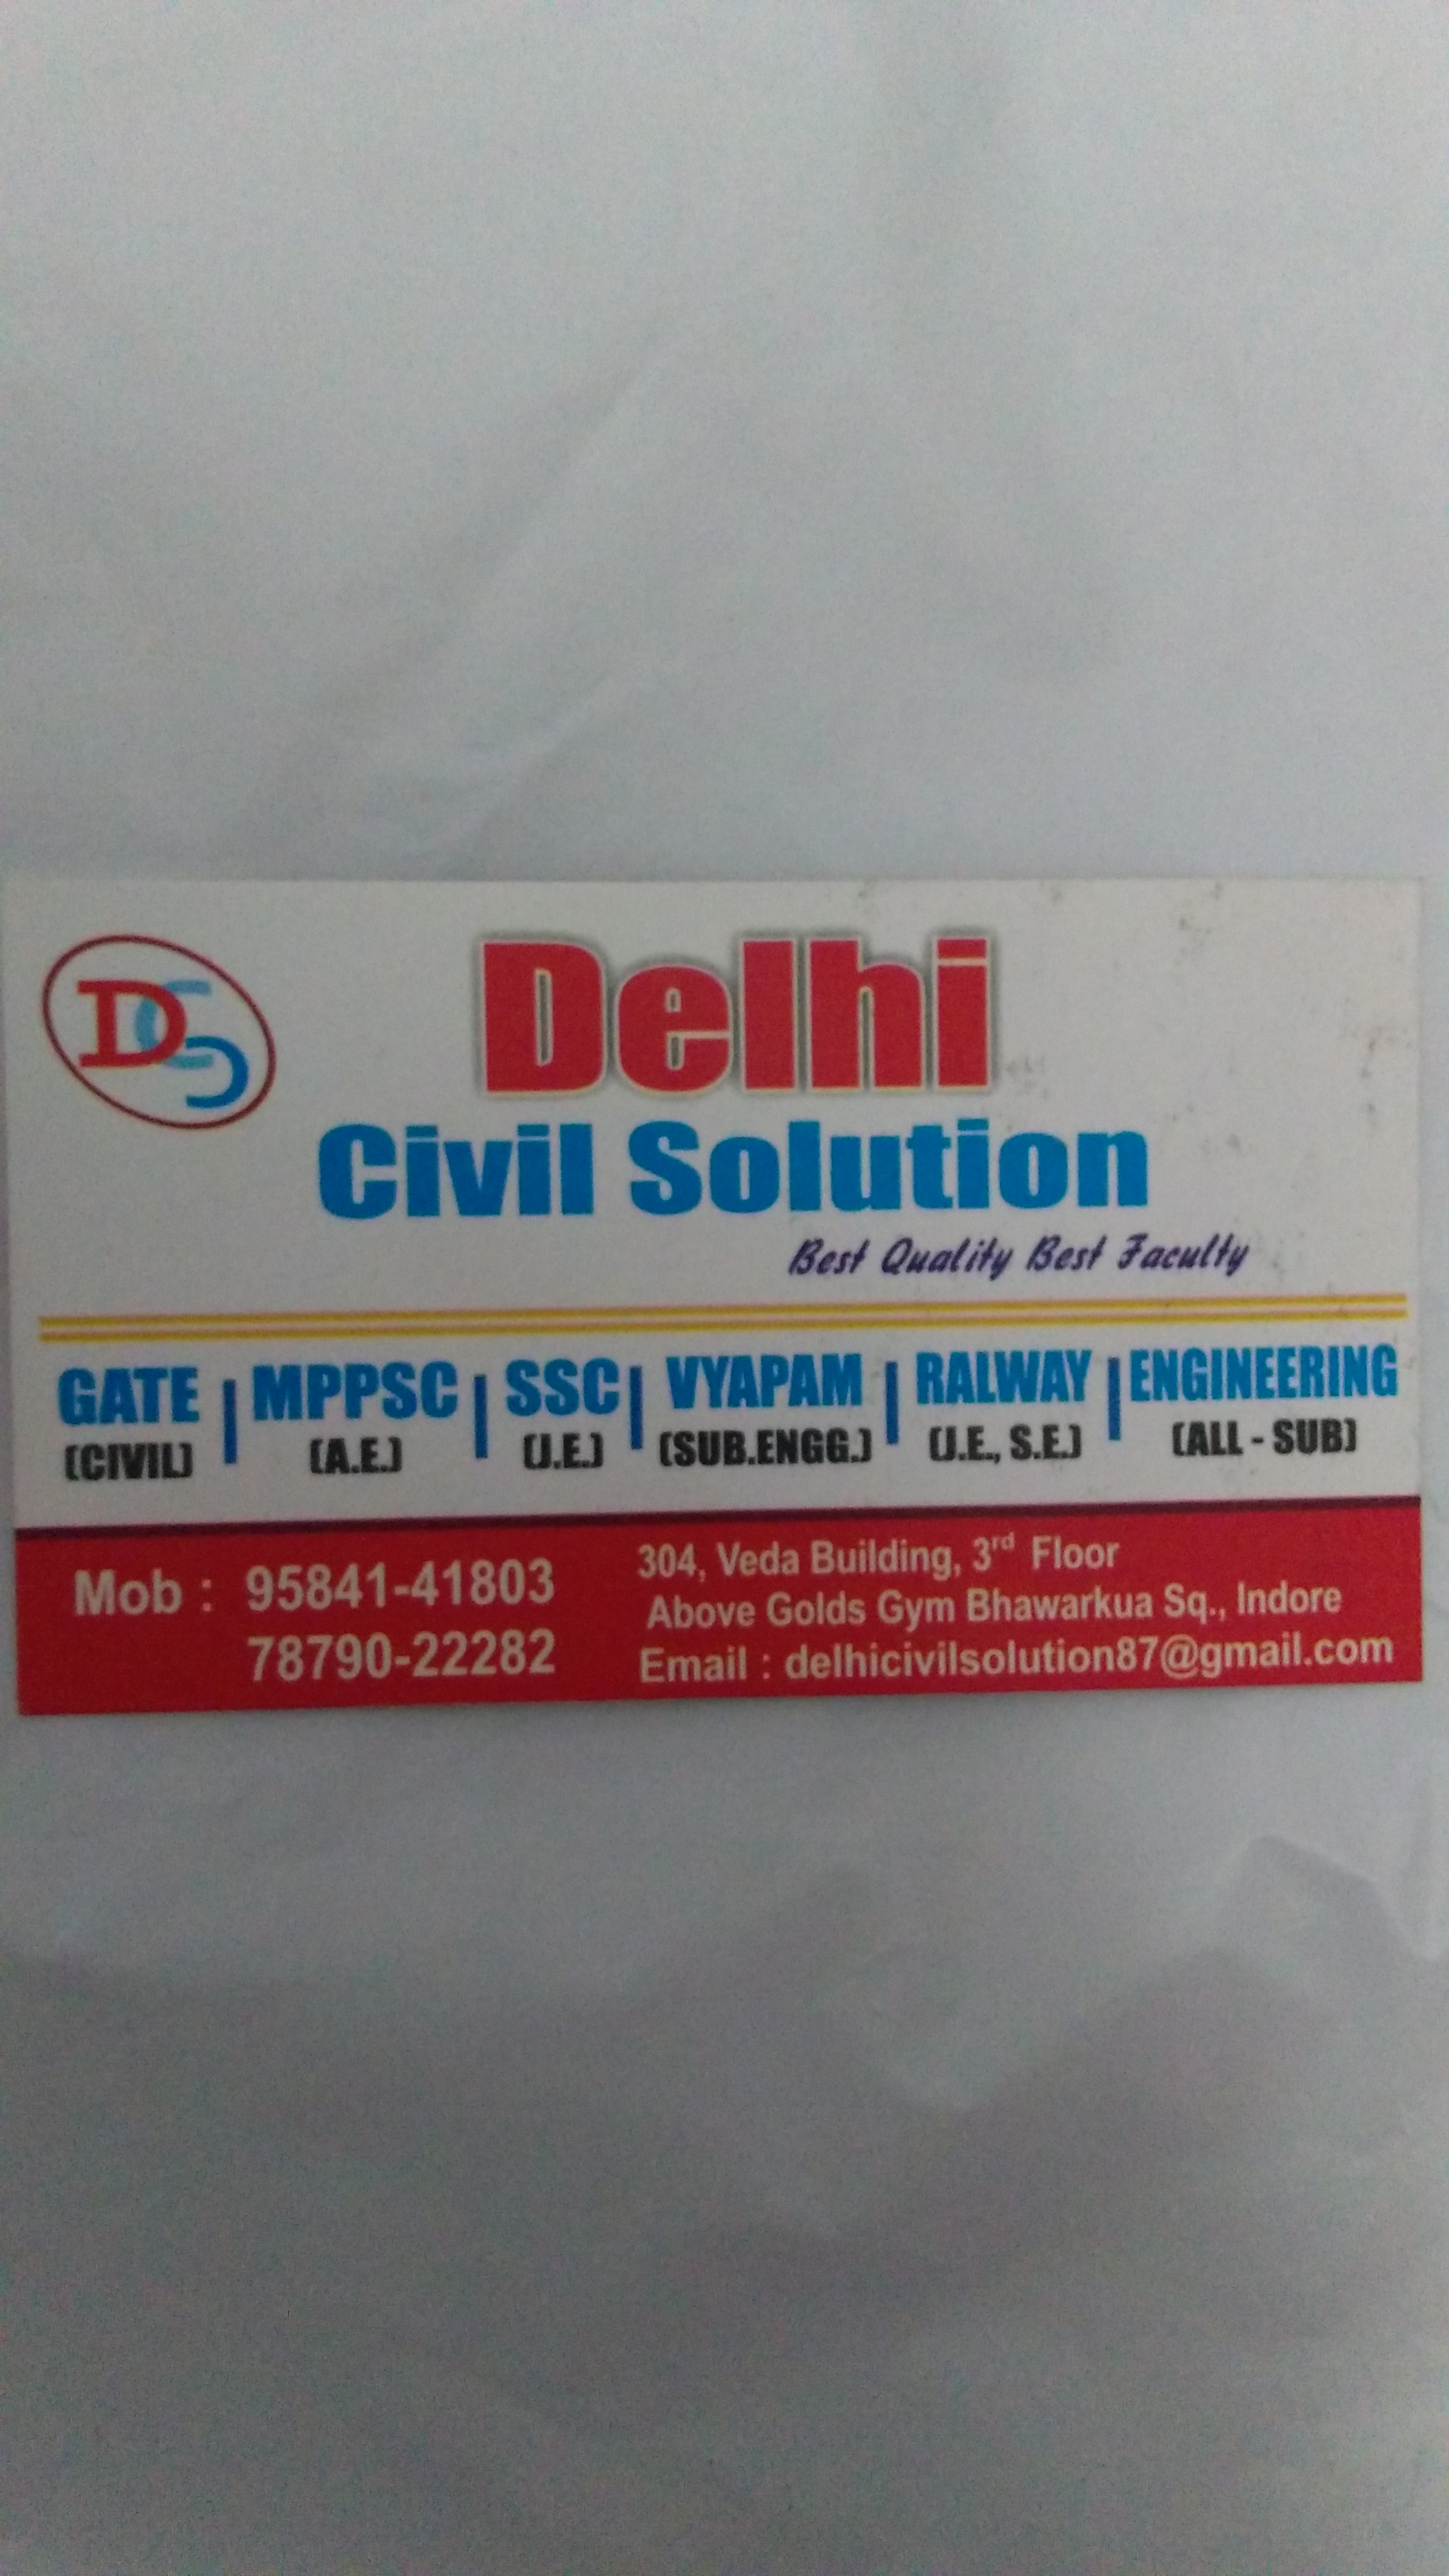 DCS
Delhi
Civil Solution
Best Quality Best Faculty
GATE | MPPSC | SSC | VYAPAM | RALWAY | ENGINEERING
(CIVIL) (A.E.) (J.E.) (SUB.ENGG.) (J.E., S.E.) (ALL - SUB)
Mob : 95841-41803
78790-22282
304, Veda Building, 3rd Floor
Above Golds Gym Bhawarkua Sq., Indore
Email : delhicivilsolution87@gmail.com